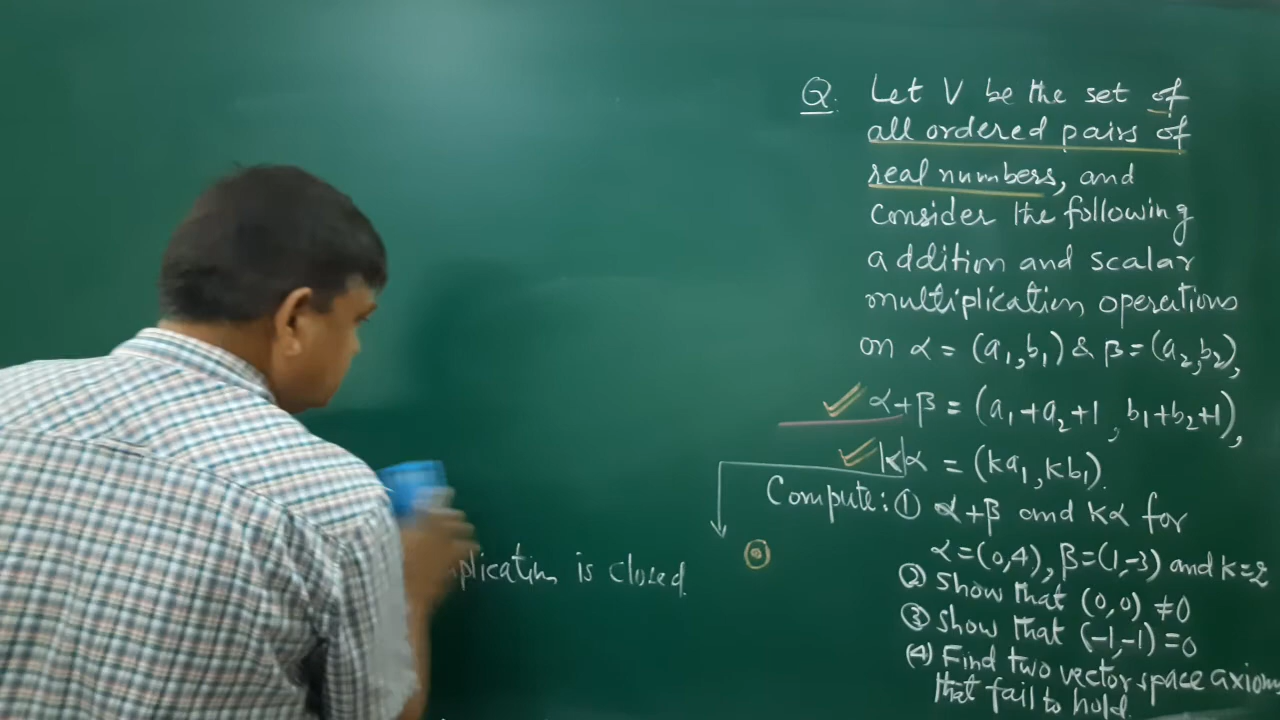 Q. Let V be the set of
all ordered pairs of
real numbers, and
consider the following
addition and scalar
multiplication operations
on α = (a₁, b₁) & β = (a₂, b₂),
α+β = (a₁+a₂+1, b₁+b₂+1),
kα = (ka₁, kb₁).
Compute: ① α+β and kα for
α=(0,4), β=(1,-3) and k=2
② Show that (0,0) ≠ 0
③ Show that (-1,-1) = 0
(4) Find two vector space axiom
that fail to hold.
plication is closed.